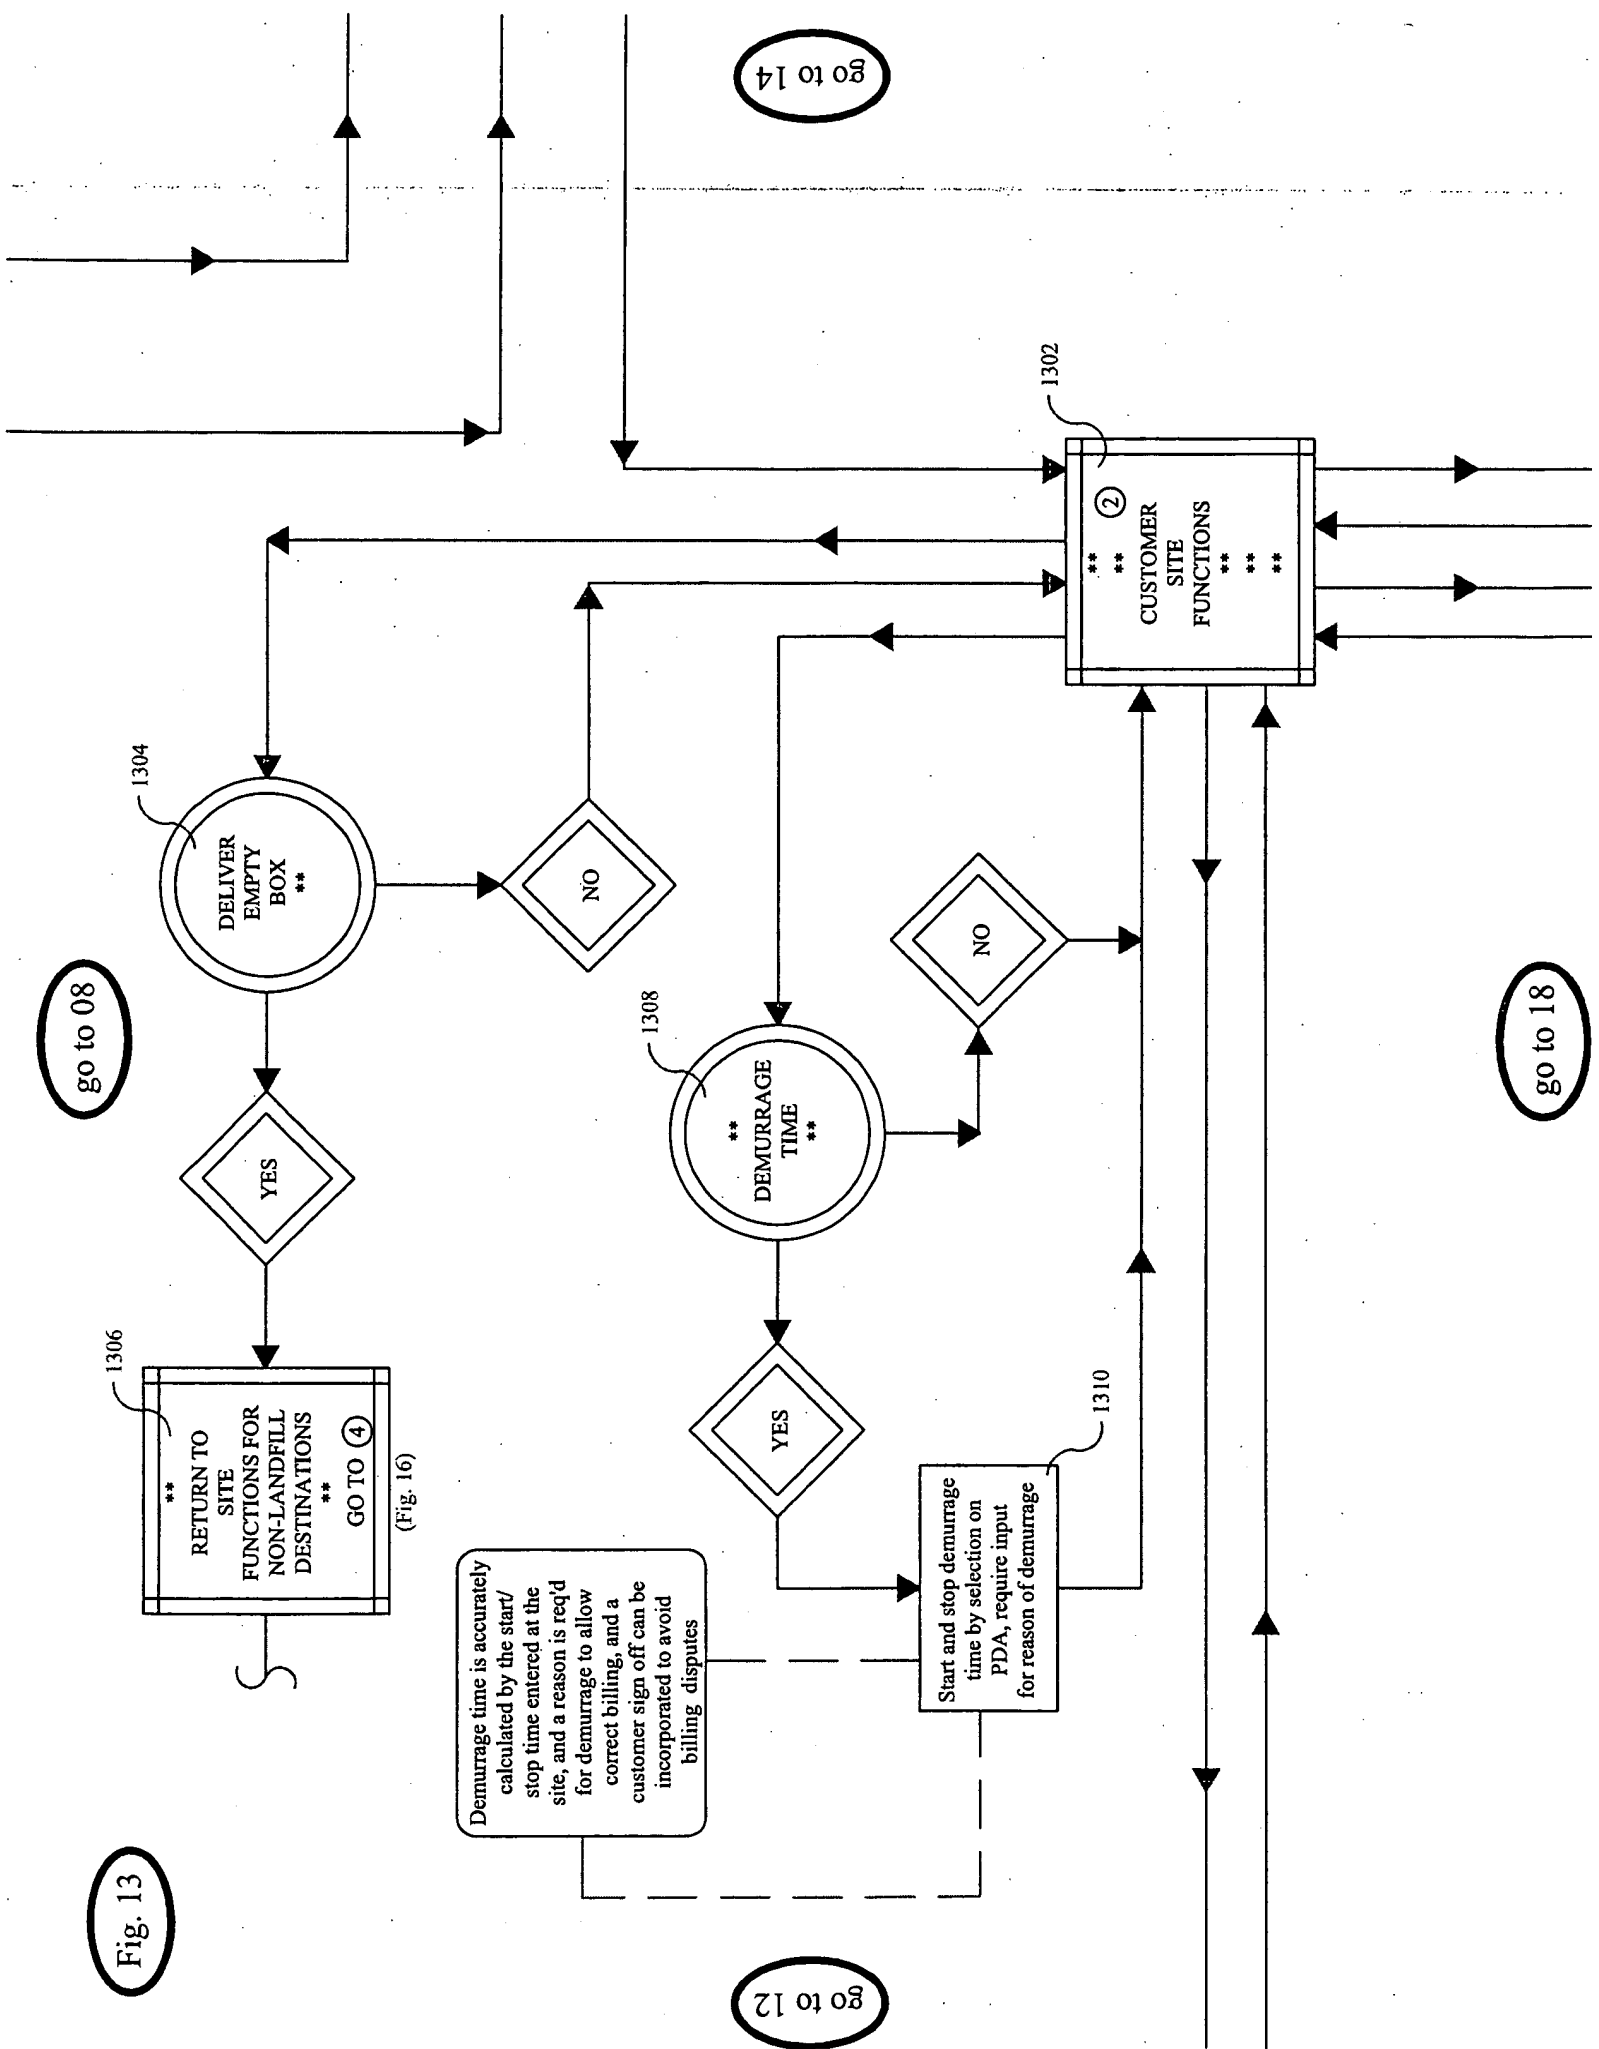 Fig. 13
go to 08
go to 12
go to 14
go to 18
1306
**
RETURN TO
SITE
FUNCTIONS FOR
NON-LANDFILL
DESTINATIONS
**
GO TO 4
(Fig. 16)
YES
1304
DELIVER
EMPTY
BOX
**
NO
Demurrage time is accurately
calculated by the start/
stop time entered at the
site, and a reason is req'd
for demurrage to allow
correct billing, and a
customer sign off can be
incorporated to avoid
billing disputes
YES
1308
**
DEMURRAGE
TIME
**
NO
Start and stop demurrage
time by selection on
PDA, require input
for reason of demurrage
1310
1302
**
2
**
CUSTOMER
SITE
FUNCTIONS
**
**
**